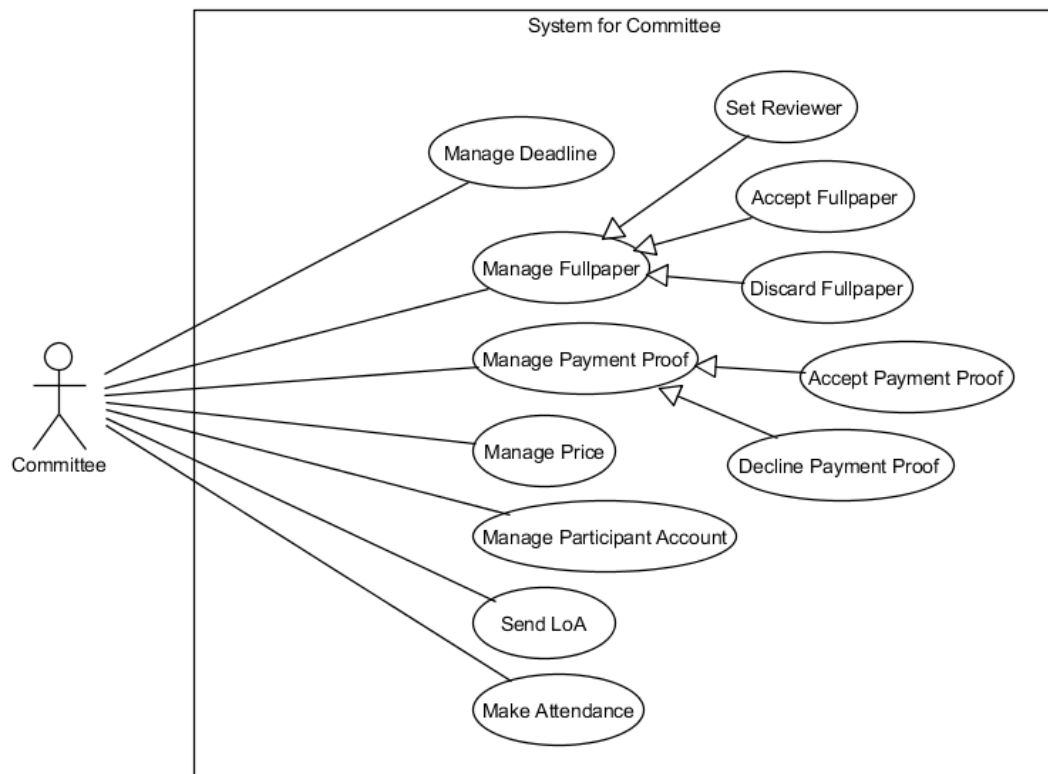 System for Committee
Set Reviewer
Manage Deadline
Accept Fullpaper
Manage Fullpaper
Discard Fullpaper
Manage Payment Proof
Accept Payment Proof
Committee
Manage Price
Decline Payment Proof
Manage Participant Account
Send LoA
Make Attendance